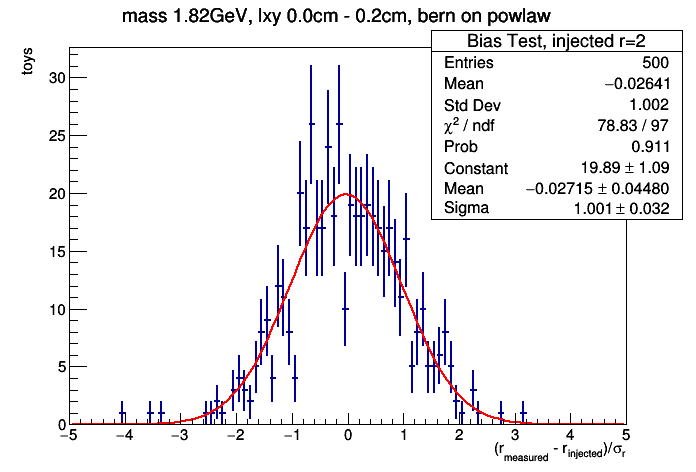 mass 1.82GeV, lxy 0.0cm - 0.2cm, bern on powlaw
Bias Test, injected r=2
Entries 500
Mean −0.02641
Std Dev 1.002
χ² / ndf 78.83 / 97
Prob 0.911
Constant 19.89 ± 1.09
Mean −0.02715 ± 0.04480
Sigma 1.001 ± 0.032
toys
30
25
20
15
10
5
0
−5 −4 −3 −2 −1 0 1 2 3 4 5
(r_measured - r_injected)/σ_r